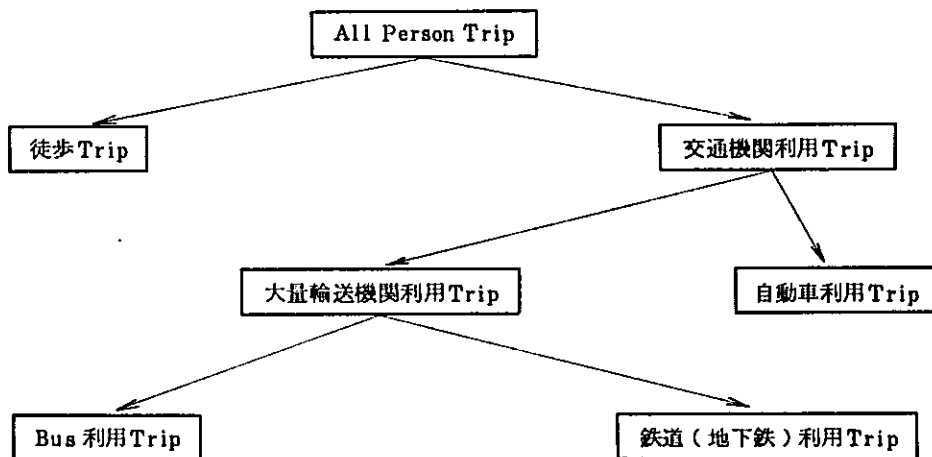 All Person Trip
徒歩Trip
交通機関利用Trip
大量輸送機関利用Trip
自動車利用Trip
Bus 利用Trip
鉄道(地下鉄)利用Trip